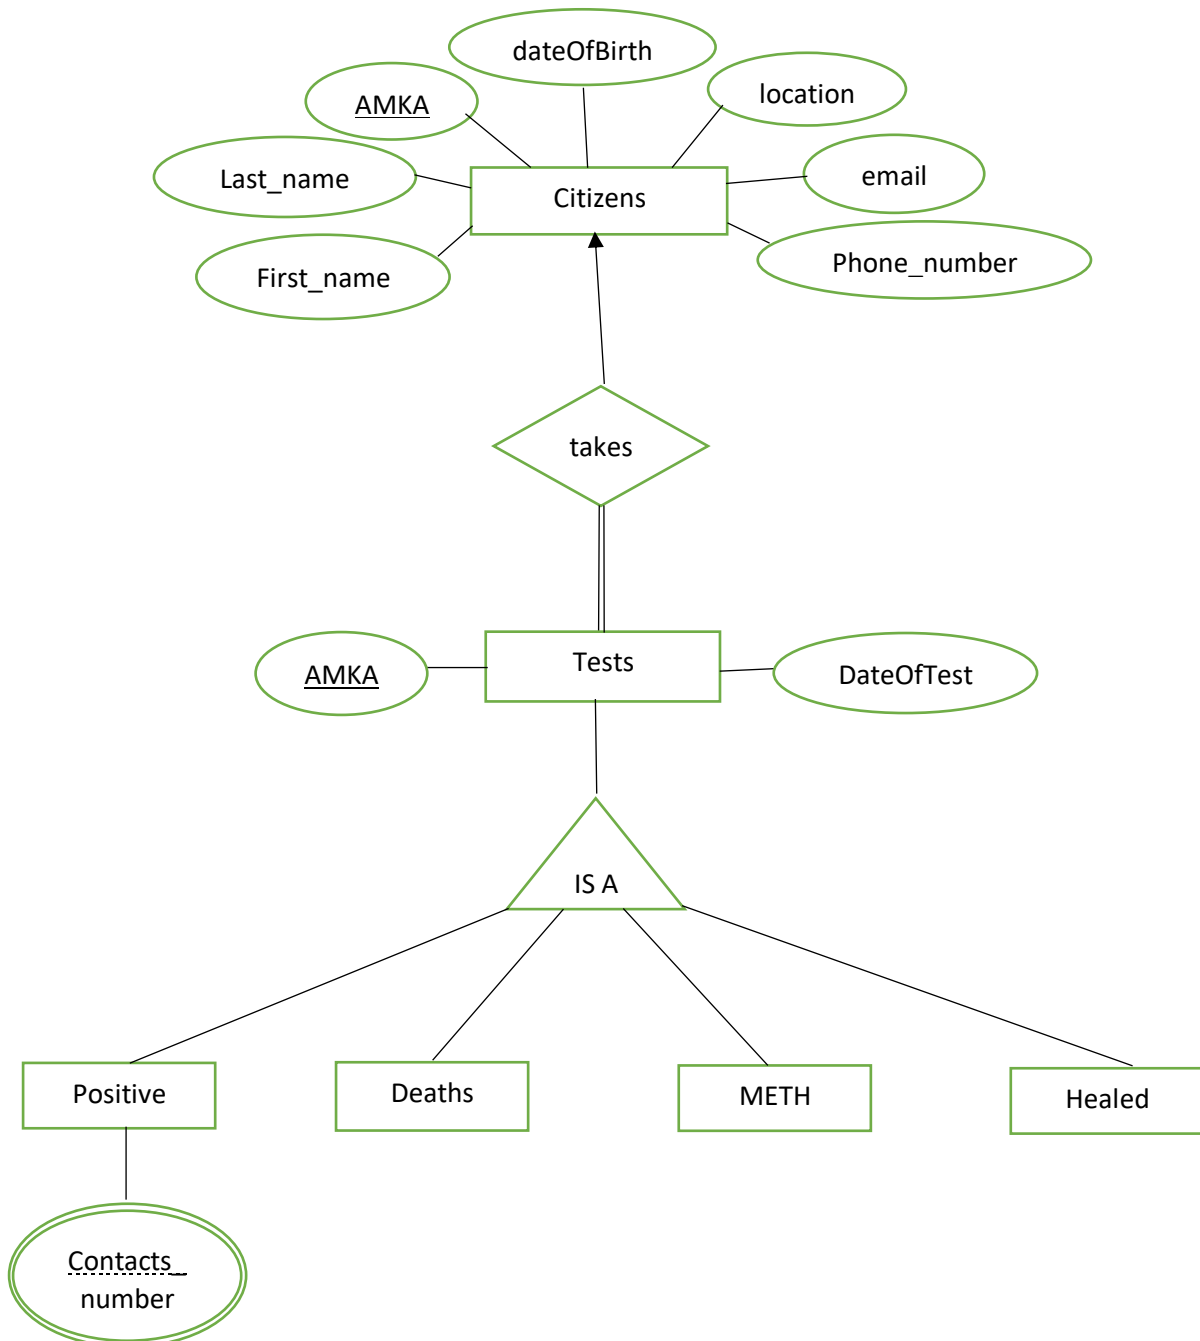 dateOfBirth
AMKA
location
Last_name
Citizens
email
First_name
Phone_number
takes
AMKA
Tests
DateOfTest
IS A
Positive
Deaths
METH
Healed
Contacts_
number